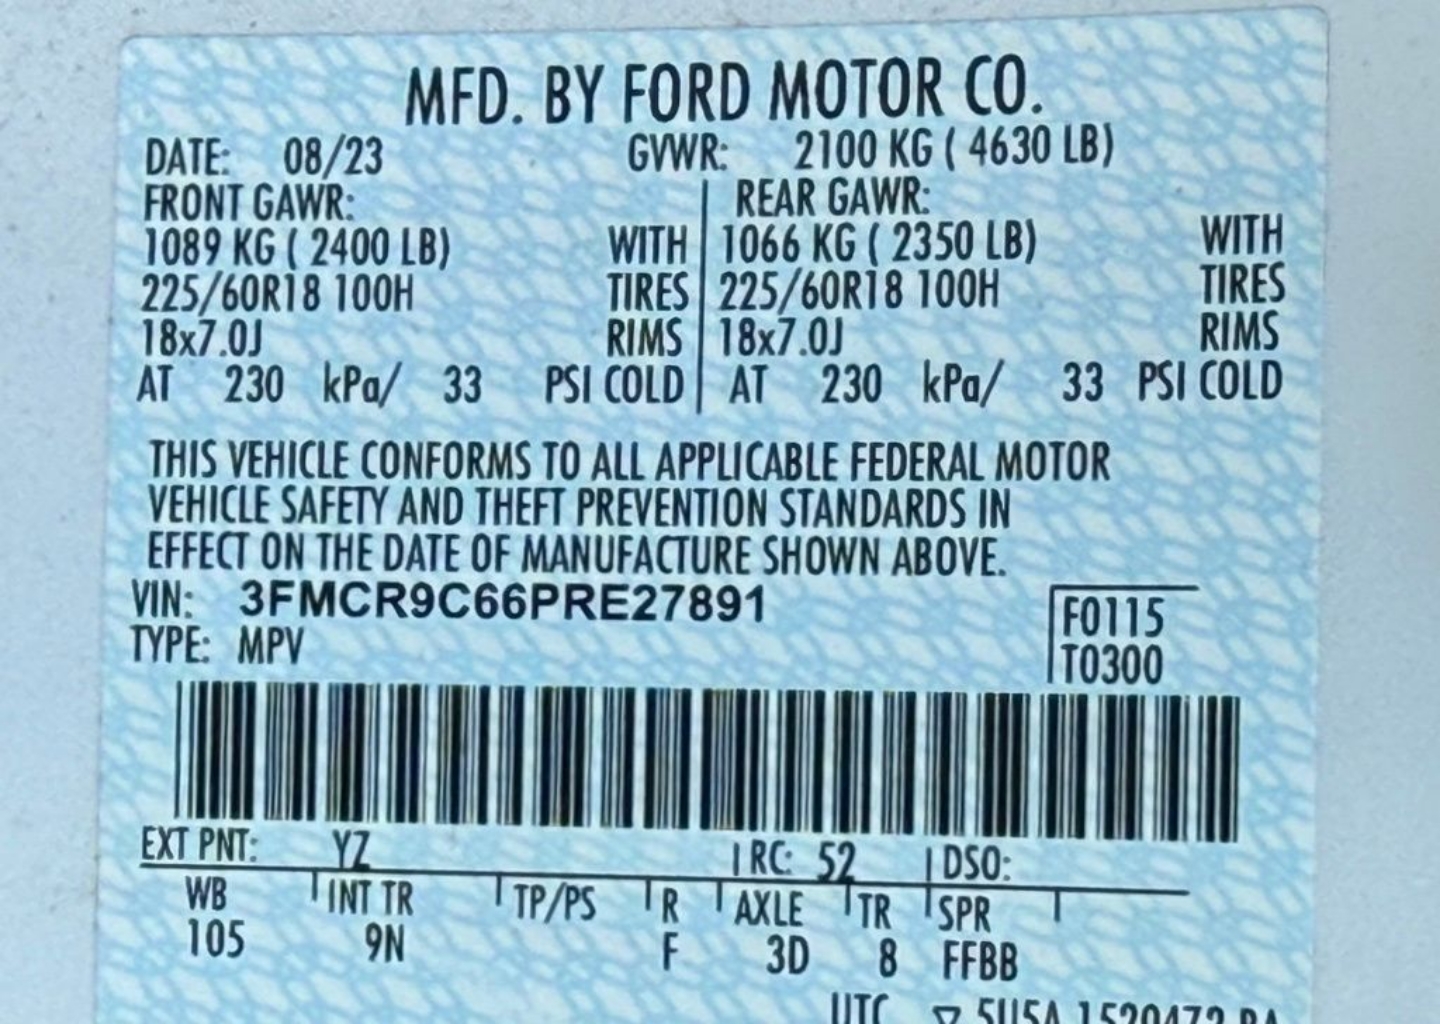 MFD. BY FORD MOTOR CO.
DATE: 08/23 GVWR: 2100 KG ( 4630 LB)
FRONT GAWR: REAR GAWR:
1089 KG ( 2400 LB) WITH 1066 KG ( 2350 LB) WITH
225/60R18 100H TIRES 225/60R18 100H TIRES
18x7.0J RIMS 18x7.0J RIMS
AT 230 kPa/ 33 PSI COLD AT 230 kPa/ 33 PSI COLD
THIS VEHICLE CONFORMS TO ALL APPLICABLE FEDERAL MOTOR
VEHICLE SAFETY AND THEFT PREVENTION STANDARDS IN
EFFECT ON THE DATE OF MANUFACTURE SHOWN ABOVE.
VIN: 3FMCR9C66PRE27891 F0115
TYPE: MPV T0300
EXT PNT: YZ RC: 52 DSO:
WB INT TR TP/PS R AXLE TR SPR
105 9N F 3D 8 FFBB
UTC